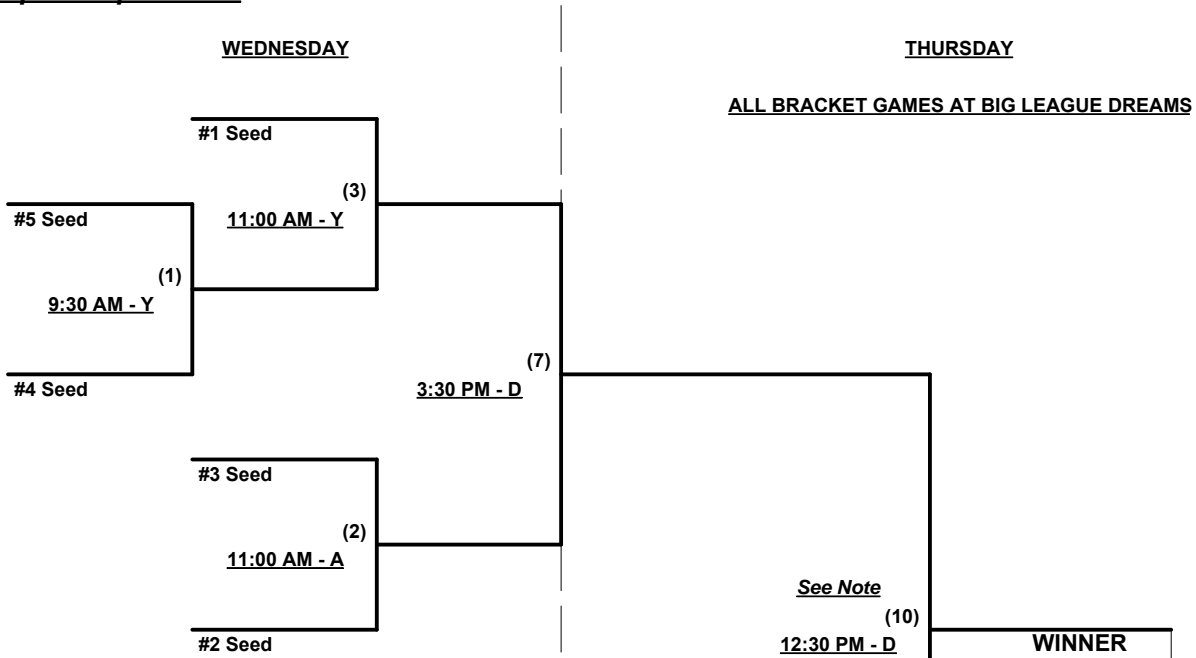 WEDNESDAY
THURSDAY
ALL BRACKET GAMES AT BIG LEAGUE DREAMS
#1 Seed
(3)
11:00 AM - Y
#5 Seed
(1)
9:30 AM - Y
#4 Seed
(7)
3:30 PM - D
#3 Seed
(2)
11:00 AM - A
#2 Seed
See Note
(10)
12:30 PM - D
WINNER